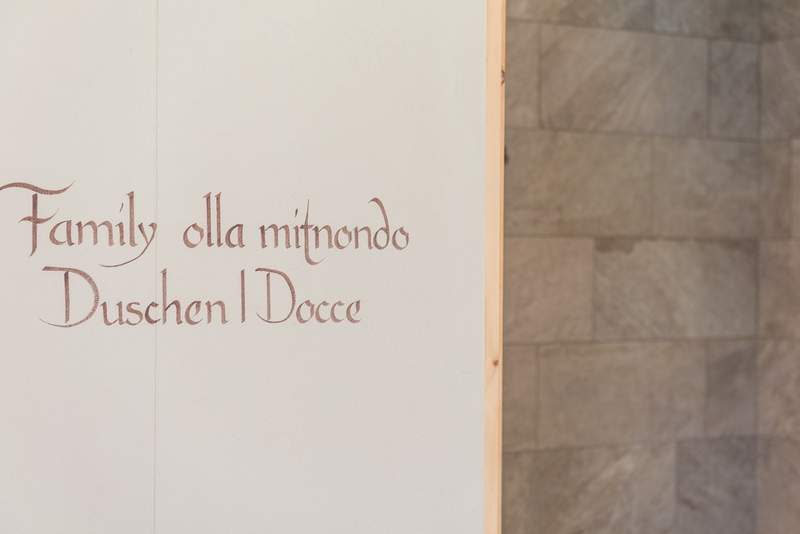 Family olla mitnondo
Duschen | Docce